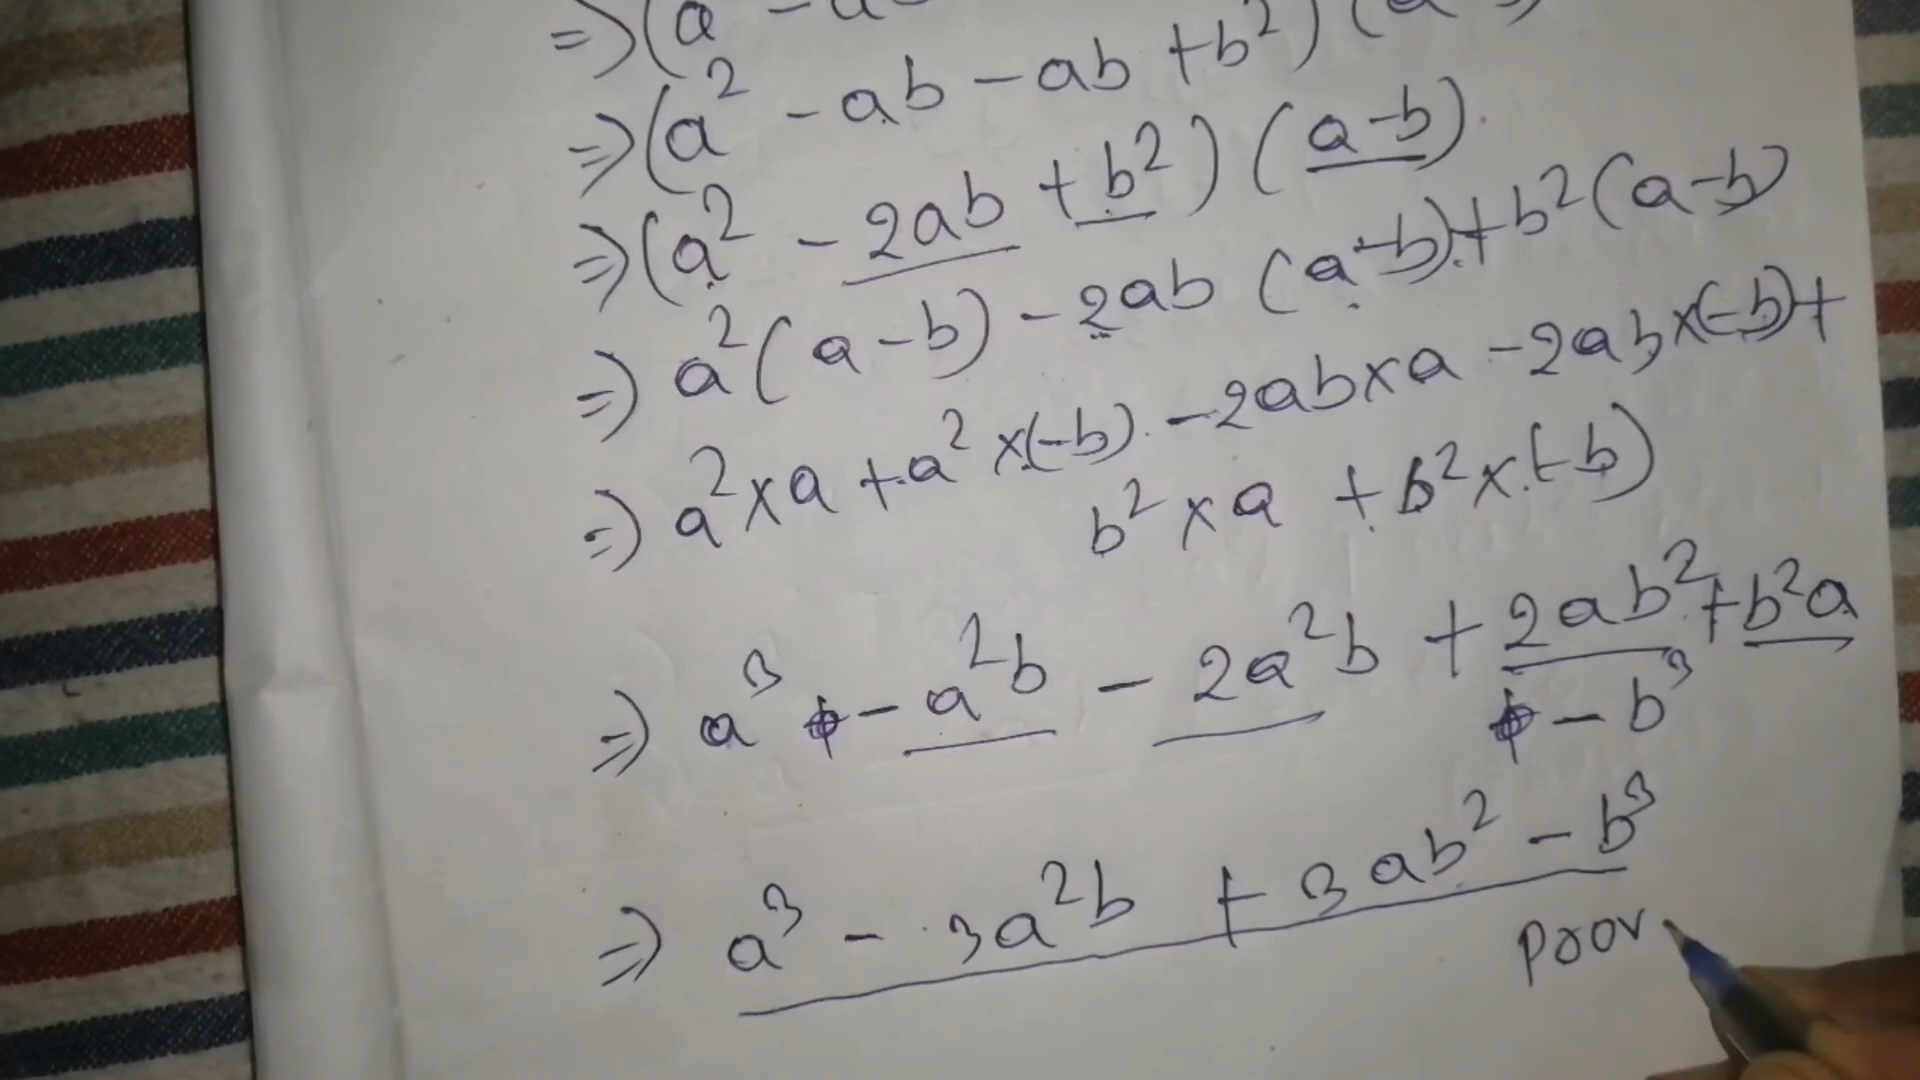 => (a² - ab - ab + b²) (a
=> (a² - 2ab + b²) (a-b)
=> a²(a-b) - 2ab (a-b) + b²(a-b)
=> a² x a + a² x (-b) - 2ab x a - 2ab x (-b) +
b² x a + b² x (-b)
=> a³ - a²b - 2a²b + 2ab² + b²a
- b³
=> a³ - 3a²b + 3ab² - b³
Poov